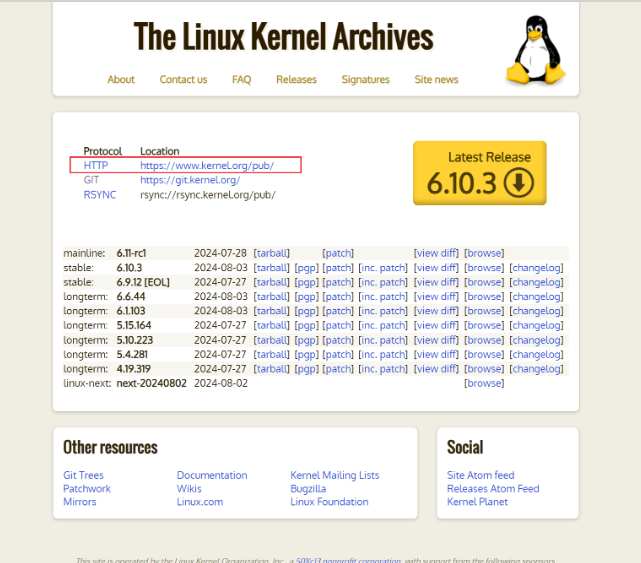 The Linux Kernel Archives
About Contact us FAQ Releases Signatures Site news
Protocol Location
HTTP https://www.kernel.org/pub/
GIT https://git.kernel.org/
RSYNC rsync://rsync.kernel.org/pub/
Latest Release
6.10.3
mainline: 6.11-rc1 2024-07-28 [tarball] [patch] [view diff] [browse]
stable: 6.10.3 2024-08-03 [tarball] [pgp] [patch] [inc. patch] [view diff] [browse] [changelog]
stable: 6.9.12 [EOL] 2024-07-27 [tarball] [pgp] [patch] [inc. patch] [view diff] [browse] [changelog]
longterm: 6.6.44 2024-08-03 [tarball] [pgp] [patch] [inc. patch] [view diff] [browse] [changelog]
longterm: 6.1.103 2024-08-03 [tarball] [pgp] [patch] [inc. patch] [view diff] [browse] [changelog]
longterm: 5.15.164 2024-07-27 [tarball] [pgp] [patch] [inc. patch] [view diff] [browse] [changelog]
longterm: 5.10.223 2024-07-27 [tarball] [pgp] [patch] [inc. patch] [view diff] [browse] [changelog]
longterm: 5.4.281 2024-07-27 [tarball] [pgp] [patch] [inc. patch] [view diff] [browse] [changelog]
longterm: 4.19.319 2024-07-27 [tarball] [pgp] [patch] [inc. patch] [view diff] [browse] [changelog]
linux-next: next-20240802 2024-08-02 [browse]
Other resources
Git Trees Documentation Kernel Mailing Lists
Patchwork Wikis Bugzilla
Mirrors Linux.com Linux Foundation
Social
Site Atom feed
Releases Atom Feed
Kernel Planet
This site is operated by the Linux Kernel Organization, Inc., a 501(c)3 nonprofit corporation, with support from the following sponsors.